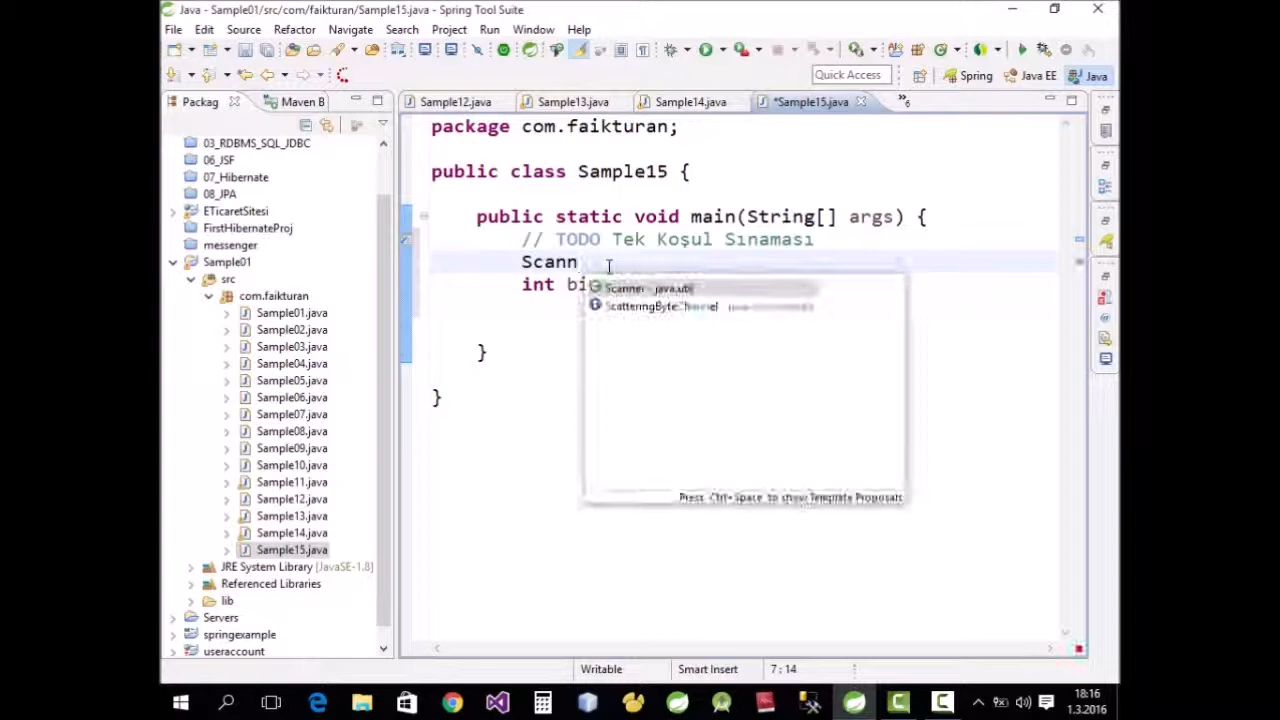 Java - Sample01/src/com/faikturan/Sample15.java - Spring Tool Suite
File Edit Source Refactor Navigate Search Project Run Window Help
Quick Access Spring Java EE Java
Packag Maven B Sample12.java Sample13.java Sample14.java *Sample15.java 6
03_RDBMS_SQL_JDBC
06_JSF
07_Hibernate
08_JPA
ETicaretSitesi
FirstHibernateProj
messenger
Sample01
src
com.faikturan
Sample01.java
Sample02.java
Sample03.java
Sample04.java
Sample05.java
Sample06.java
Sample07.java
Sample08.java
Sample09.java
Sample10.java
Sample11.java
Sample12.java
Sample13.java
Sample14.java
Sample15.java
JRE System Library [JavaSE-1.8]
Referenced Libraries
lib
Servers
springexample
useraccount
package com.faikturan;
public class Sample15 {
public static void main(String[] args) {
// TODO Tek Koşul Sınaması
Scann
int bi
}
}
Scanner - java.util
Press 'Ctrl+Space' to show Template Proposals
Writable Smart Insert 7 : 14
18:16
1.3.2016